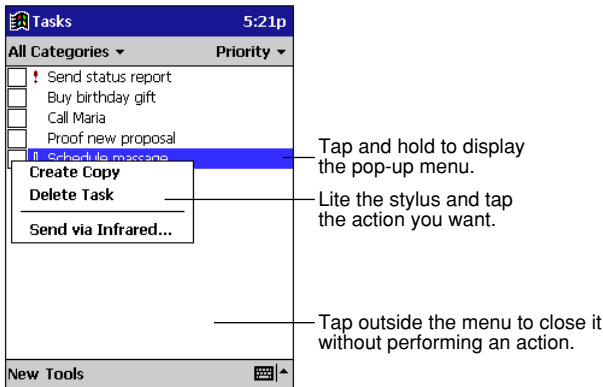 Tasks 5:21p
All Categories Priority
! Send status report
Buy birthday gift
Call Maria
Proof new proposal
Schedule massage
Create Copy
Delete Task
Send via Infrared...
New Tools
Tap and hold to display
the pop-up menu.
Lite the stylus and tap
the action you want.
Tap outside the menu to close it
without performing an action.